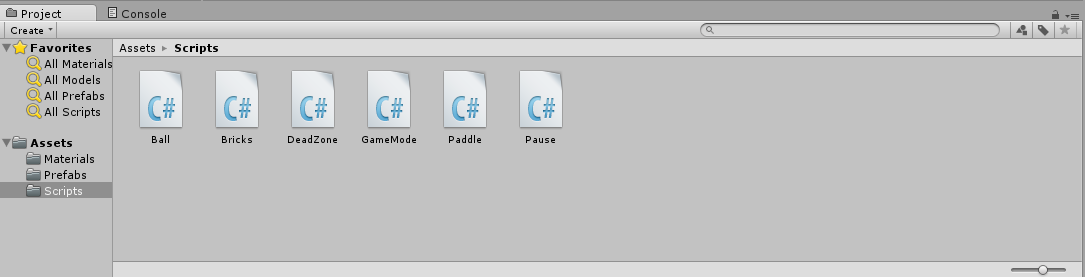 Project Console
Create
Favorites
All Materials
All Models
All Prefabs
All Scripts
Assets
Materials
Prefabs
Scripts
Assets Scripts
C# C# C# C# C# C#
Ball Bricks DeadZone GameMode Paddle Pause